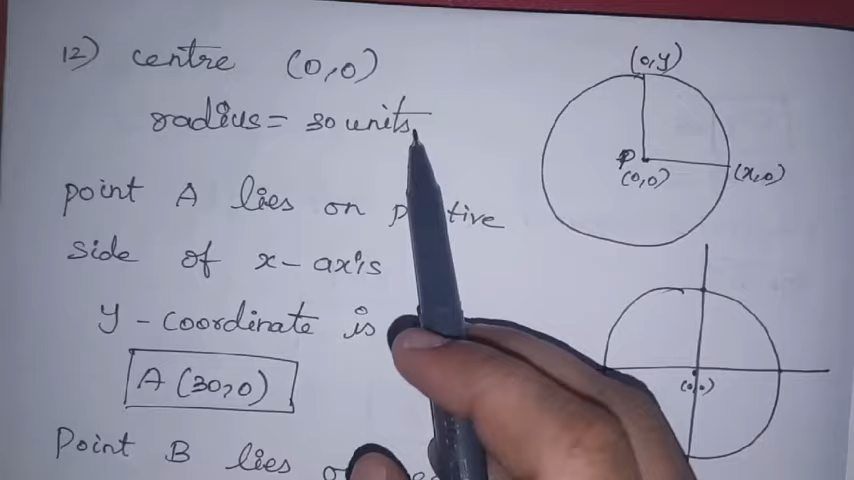 12) centre (0,0)
radius = 30 units
point A lies on
side of x-axis
y-coordinate is
A (30,0)
Point B lies
(0,y)
P
(0,0)
(x,0)
(0,0)